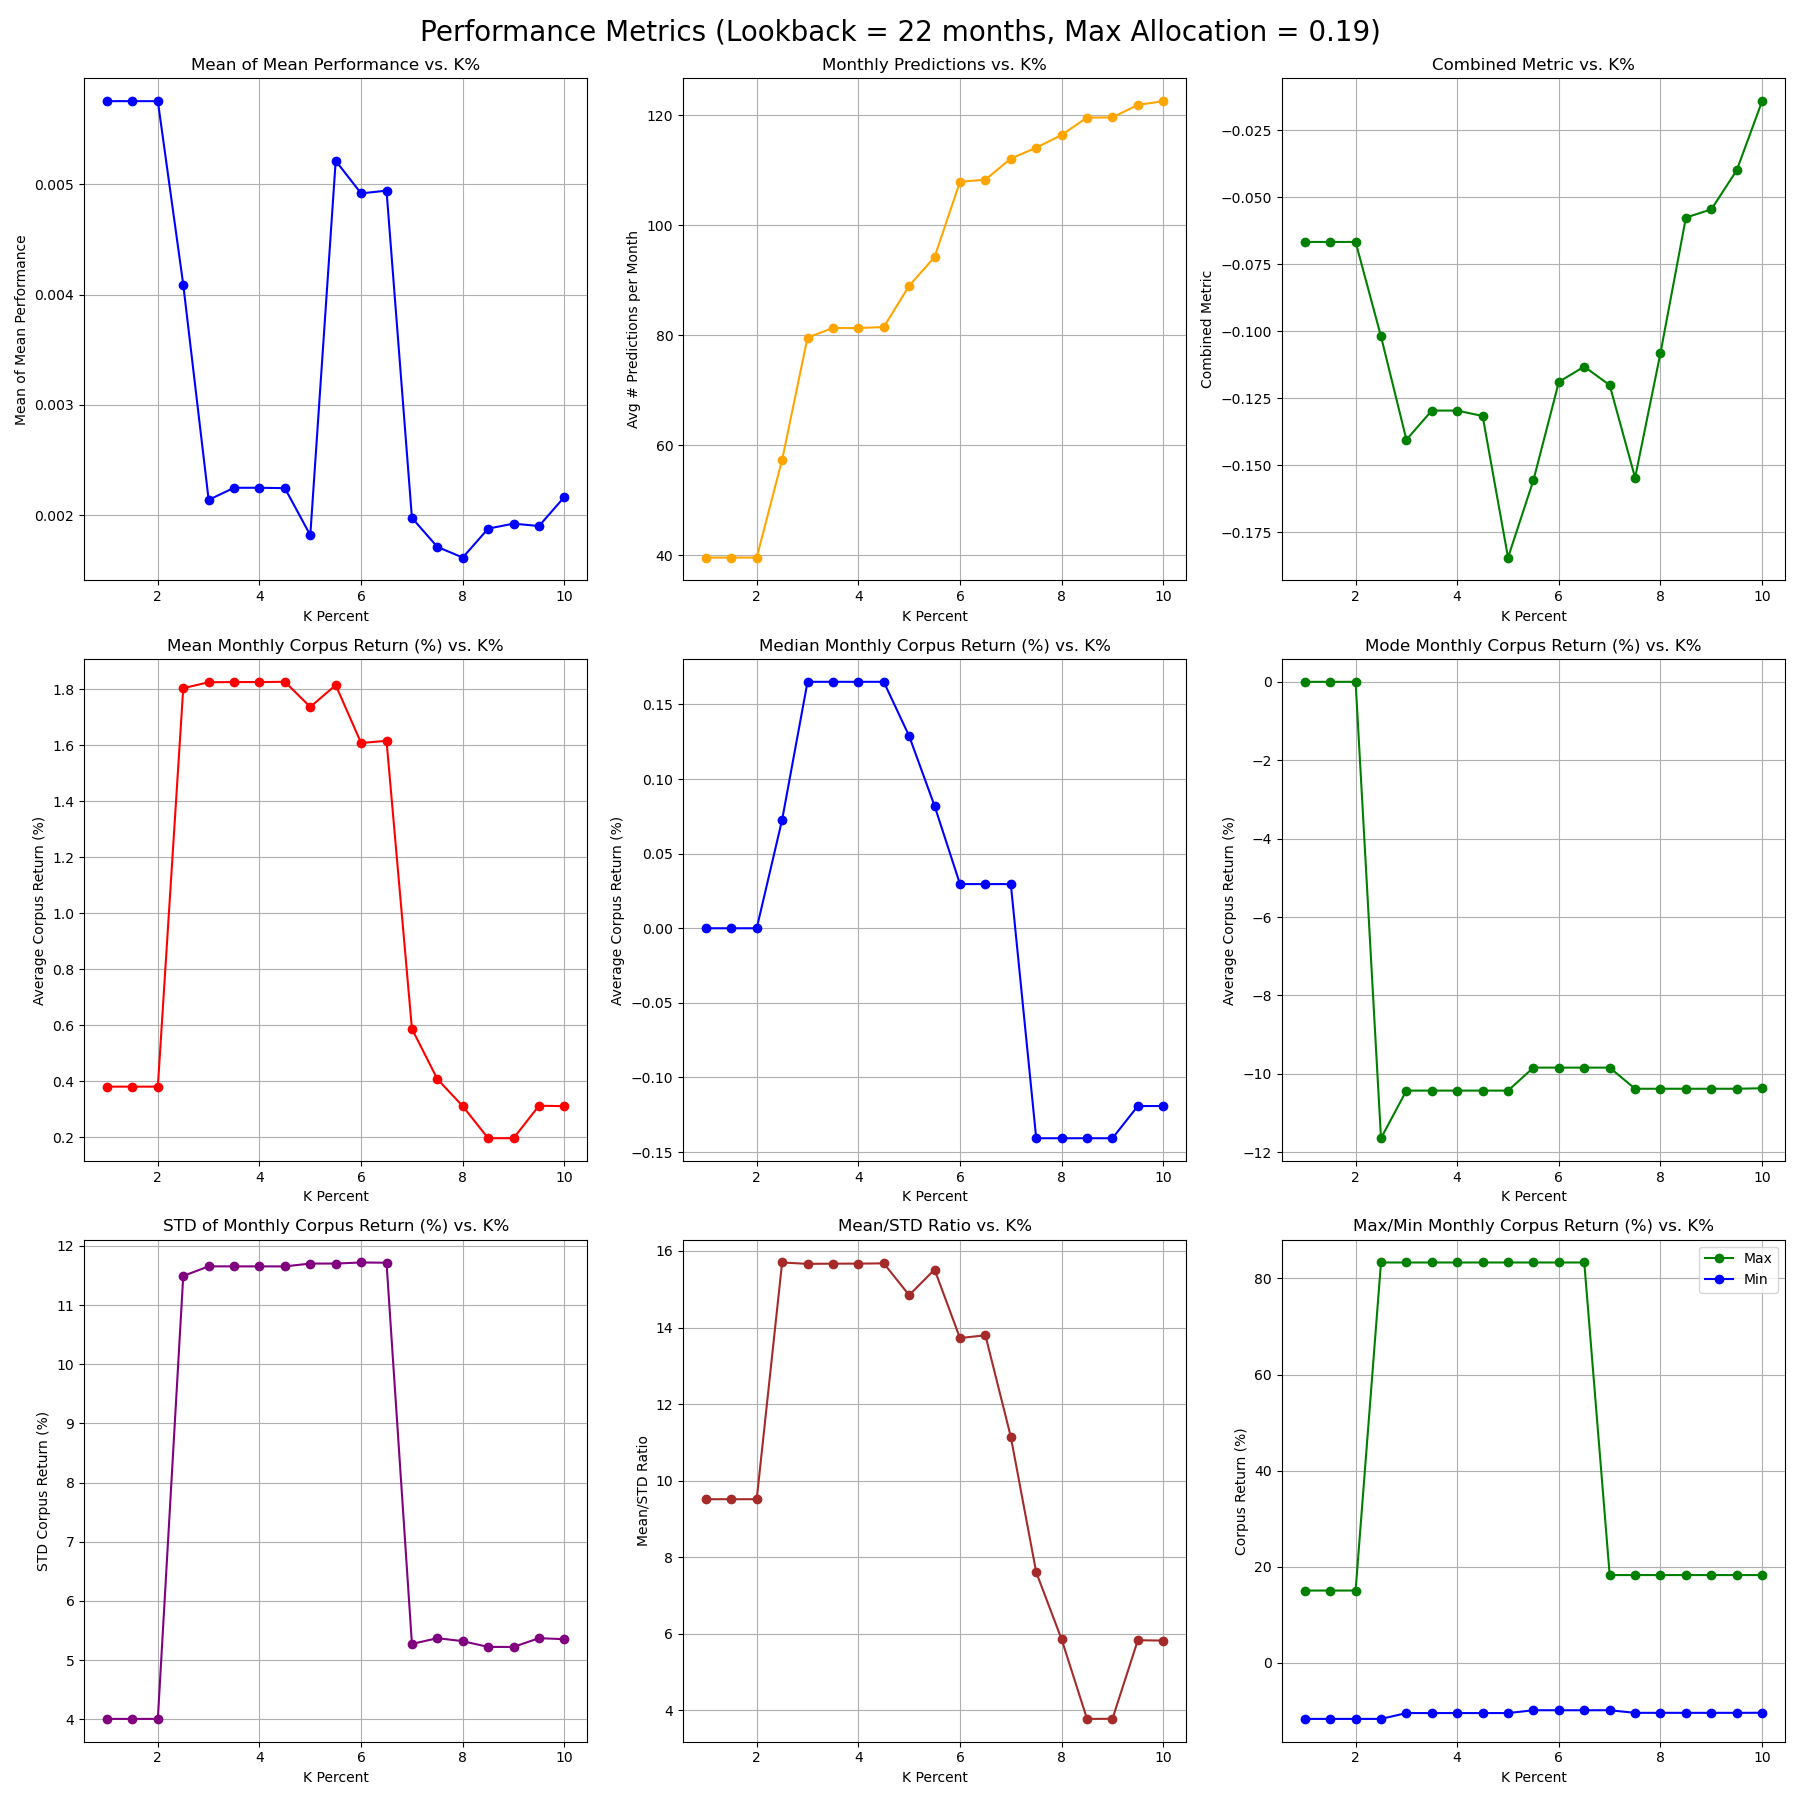 Performance Metrics (Lookback = 22 months, Max Allocation = 0.19)
Mean of Mean Performance vs. K%
Mean of Mean Performance
0.005
0.004
0.003
0.002
2 4 6 8 10
K Percent
Monthly Predictions vs. K%
Avg # Predictions per Month
120
100
80
60
40
2 4 6 8 10
K Percent
Combined Metric vs. K%
Combined Metric
−0.025
−0.050
−0.075
−0.100
−0.125
−0.150
−0.175
2 4 6 8 10
K Percent
Mean Monthly Corpus Return (%) vs. K%
Average Corpus Return (%)
1.8
1.6
1.4
1.2
1.0
0.8
0.6
0.4
0.2
2 4 6 8 10
K Percent
Median Monthly Corpus Return (%) vs. K%
Average Corpus Return (%)
0.15
0.10
0.05
0.00
−0.05
−0.10
−0.15
2 4 6 8 10
K Percent
Mode Monthly Corpus Return (%) vs. K%
Average Corpus Return (%)
0
−2
−4
−6
−8
−10
−12
2 4 6 8 10
K Percent
STD of Monthly Corpus Return (%) vs. K%
STD Corpus Return (%)
12
11
10
9
8
7
6
5
4
2 4 6 8 10
K Percent
Mean/STD Ratio vs. K%
Mean/STD Ratio
16
14
12
10
8
6
4
2 4 6 8 10
K Percent
Max/Min Monthly Corpus Return (%) vs. K%
Corpus Return (%)
Max
Min
80
60
40
20
0
2 4 6 8 10
K Percent